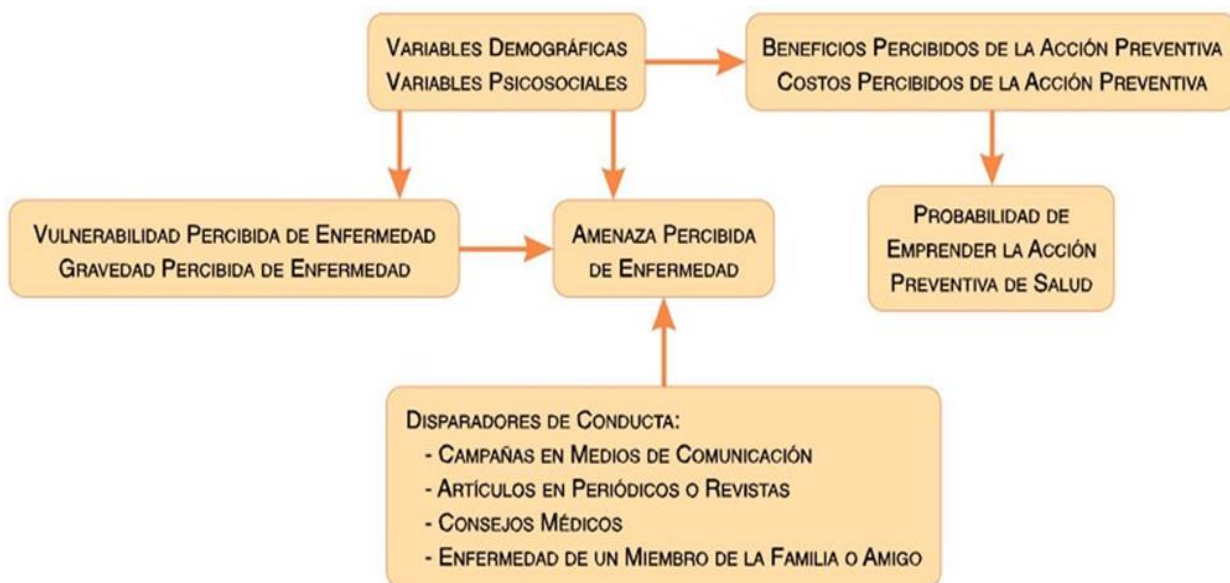 Variables Demográficas
Variables Psicosociales
Beneficios Percibidos de la Acción Preventiva
Costos Percibidos de la Acción Preventiva
Vulnerabilidad Percibida de Enfermedad
Gravedad Percibida de Enfermedad
Amenaza Percibida
de Enfermedad
Probabilidad de
Emprender la Acción
Preventiva de Salud
Disparadores de Conducta:
- Campañas en Medios de Comunicación
- Artículos en Periódicos o Revistas
- Consejos Médicos
- Enfermedad de un Miembro de la Familia o Amigo